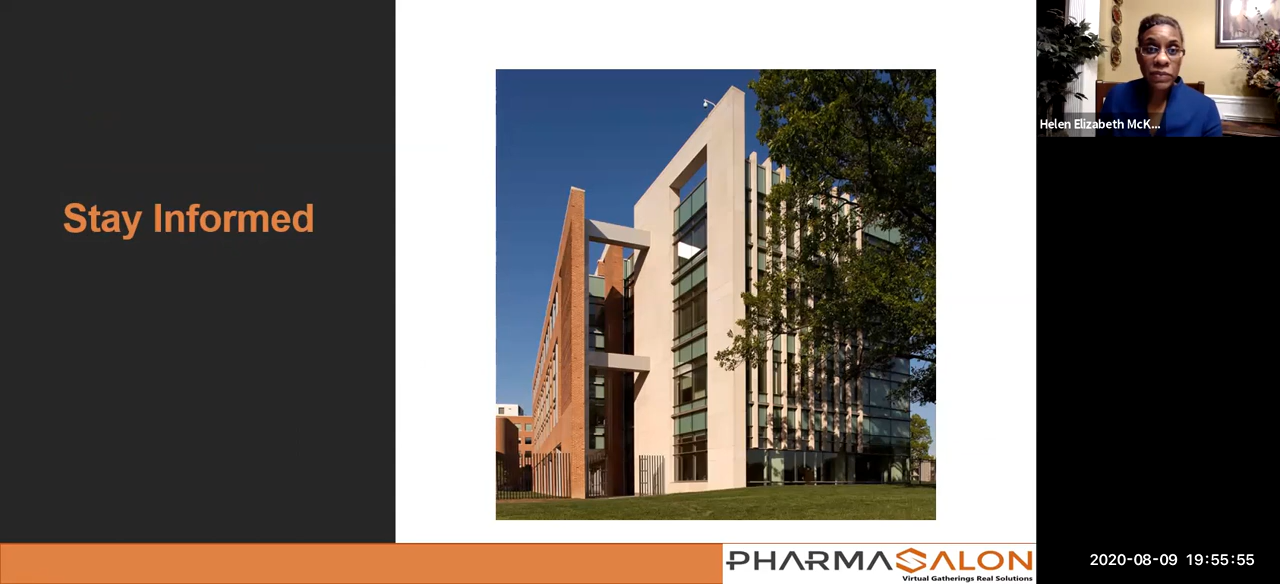 Stay Informed
Helen Elizabeth McK...
PHARMASALON
Virtual Gatherings Real Solutions
2020-08-09 19:55:55